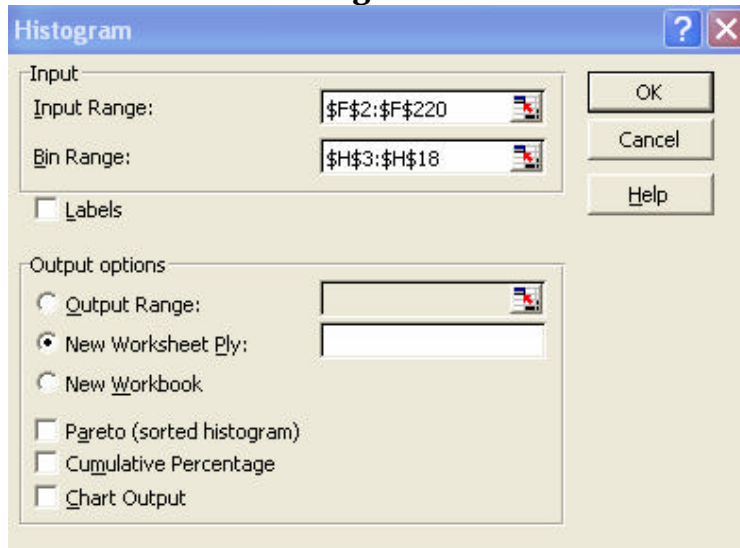 Histogram
Input
Input Range: $F$2:$F$220
Bin Range: $H$3:$H$18
Labels
OK
Cancel
Help
Output options
Output Range:
New Worksheet Ply:
New Workbook
Pareto (sorted histogram)
Cumulative Percentage
Chart Output